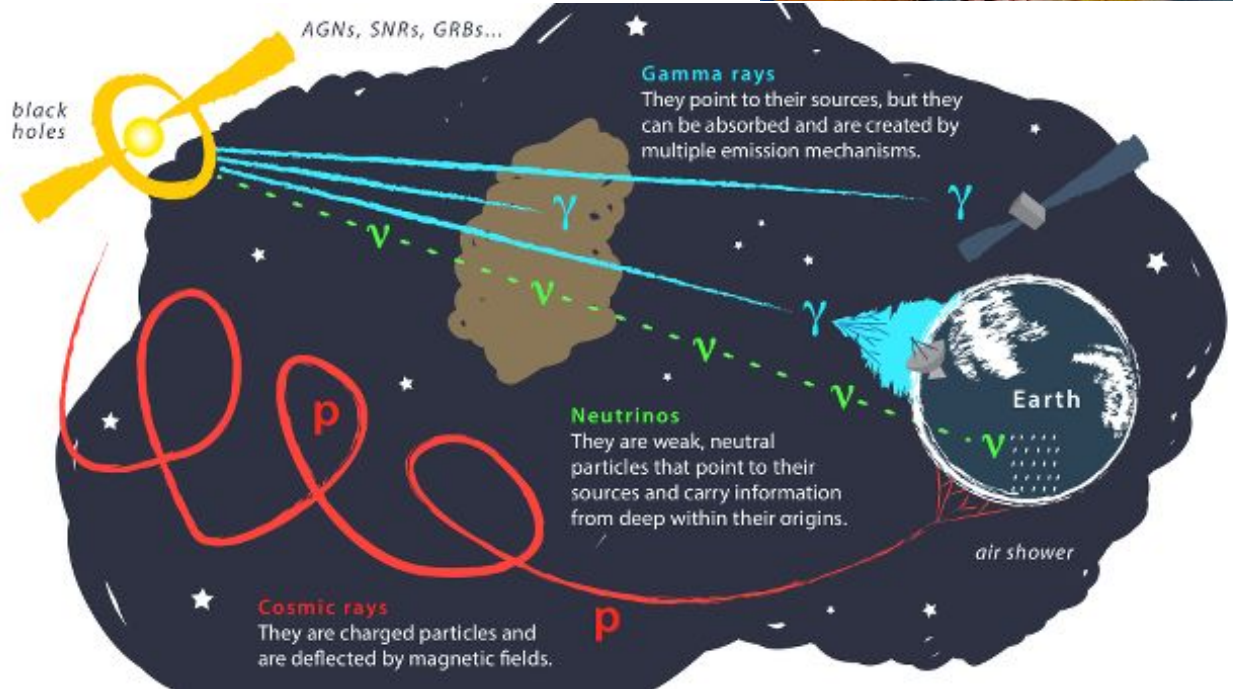 AGNs, SNRs, GRBs...
black
holes
Gamma rays
They point to their sources, but they
can be absorbed and are created by
multiple emission mechanisms.
γ
γ
γ
ν
ν
ν
ν
ν
Earth
p
Neutrinos
They are weak, neutral
particles that point to their
sources and carry information
from deep within their origins.
air shower
Cosmic rays
They are charged particles and
are deflected by magnetic fields.
p